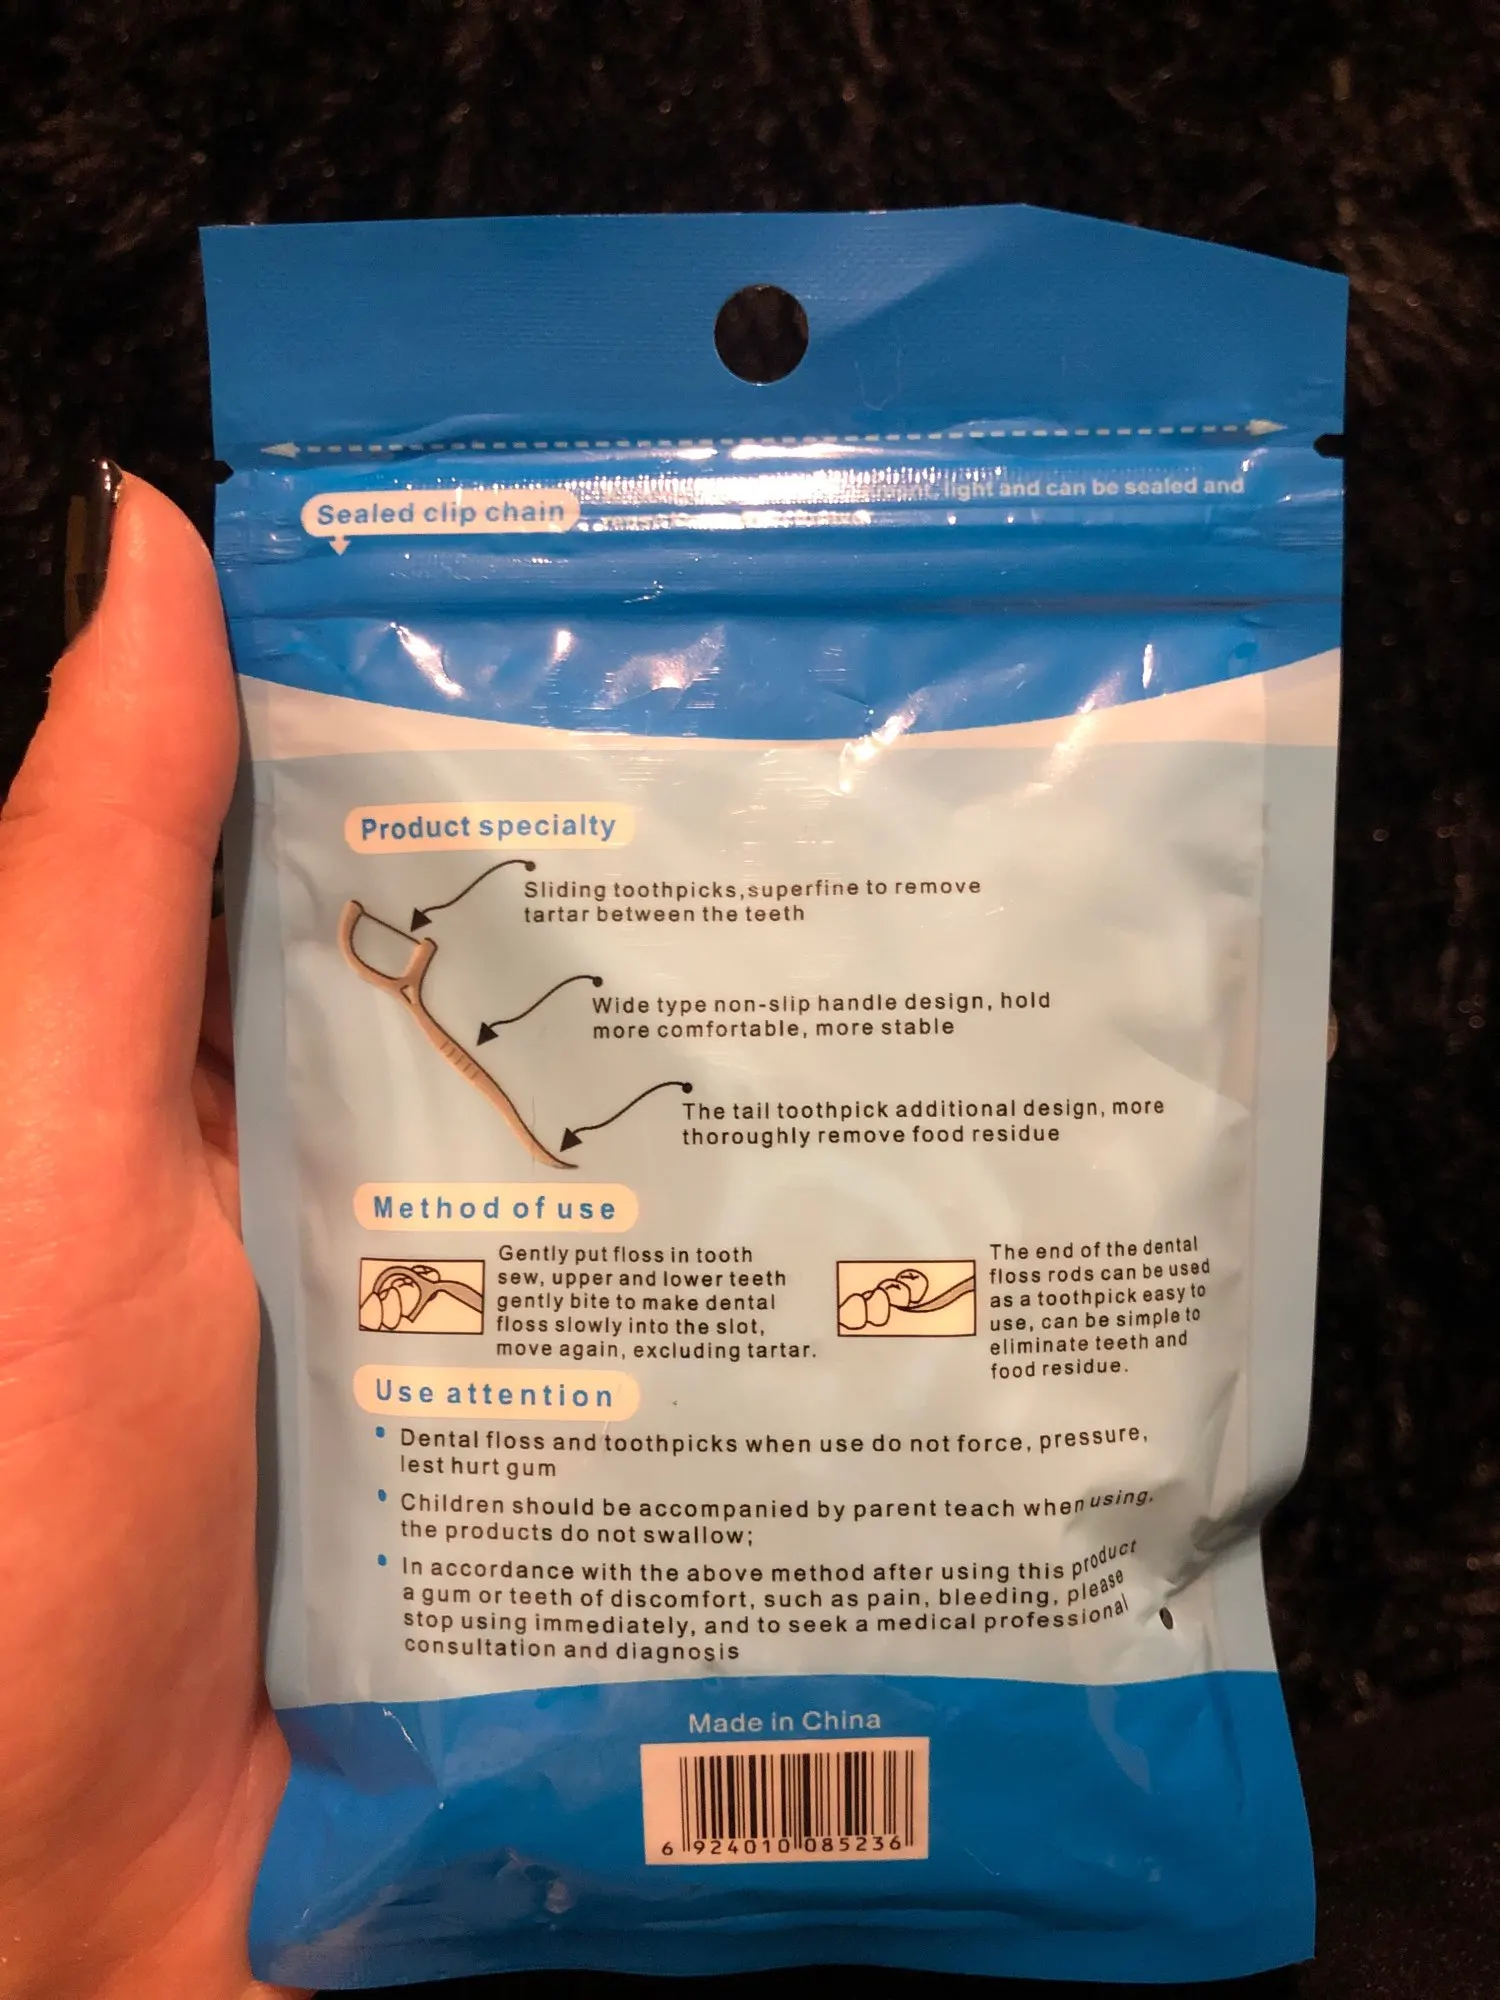 light and can be sealed and
Sealed clip chain
Product specialty
Sliding toothpicks,superfine to remove
tartar between the teeth
Wide type non-slip handle design, hold
more comfortable, more stable
The tail toothpick additional design, more
thoroughly remove food residue
Method of use
Gently put floss in tooth
sew, upper and lower teeth
gently bite to make dental
floss slowly into the slot,
move again, excluding tartar.
The end of the dental
floss rods can be used
as a toothpick easy to
use, can be simple to
eliminate teeth and
food residue.
Use attention
Dental floss and toothpicks when use do not force, pressure,
lest hurt gum
Children should be accompanied by parent teach when using.
the products do not swallow;
In accordance with the above method after using this product
a gum or teeth of discomfort, such as pain, bleeding, please
stop using immediately, and to seek a medical professional
consultation and diagnosis
Made in China
6 924010 085236